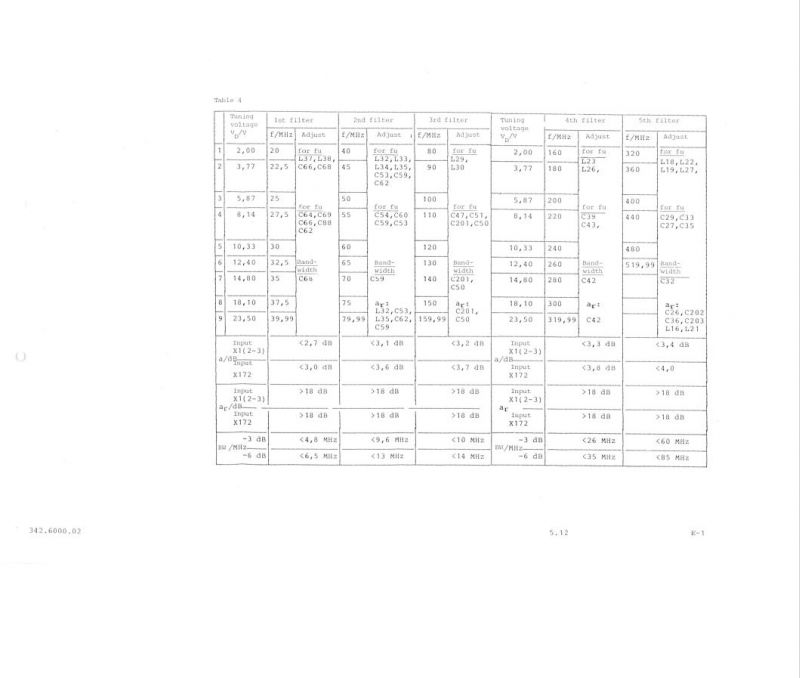 Table 4
Tuning voltage VD/V 1st filter 2nd filter 3rd filter Tuning voltage VD/V 4th filter 5th filter
f/MHz Adjust f/MHz Adjust f/MHz Adjust f/MHz Adjust f/MHz Adjust
1 2,00 20 for fu 40 for fu 80 for fu 2,00 160 for fu 320 for fu
L37,L38, L32,L33, L29, L23 L18,L22,
2 3,77 22,5 C66,C68 45 L34,L35, 90 L30 3,77 180 L26, 360 L19,L27,
C53,C59,
C62
3 5,87 25 50 100 5,87 200 400
for fu for fu for fu for fu for fu
4 8,14 27,5 C64,C69 55 C54,C60 110 C47,C51, 8,14 220 C39 440 C29,C33
C66,C88 C59,C53 C201,C50 C43, C27,C35
C62
5 10,33 30 60 120 10,33 240 480
6 12,40 32,5 Band- 65 Band- 130 Band- 12,40 260 Band- 519,99 Band-
width width width width width
7 14,80 35 C68 70 C59 140 C201, 14,80 280 C42 C32
C50
8 18,10 37,5 75 ar: 150 ar: 18,10 300 ar: ar:
L32,C53, C201, C26,C202
9 23,50 39,99 79,99 L35,C62, 159,99 C50 23,50 319,99 C42 C36,C203
C59 L16,L21
Input <2,7 dB <3,1 dB <3,2 dB Input <3,3 dB <3,4 dB
X1(2-3) X1(2-3)
a/dB a/dB
Input <3,0 dB <3,6 dB <3,7 dB Input <3,8 dB <4,0
X172 X172
Input >18 dB >18 dB >18 dB Input >18 dB >18 dB
X1(2-3) X1(2-3)
ar/dB ar
Input >18 dB >18 dB >18 dB Input >18 dB >18 dB
X172 X172
-3 dB <4,8 MHz <9,6 MHz <10 MHz -3 dB <26 MHz <60 MHz
BW/MHz BW/MHz
-6 dB <6,5 MHz <13 MHz <14 MHz -6 dB <35 MHz <85 MHz
342.6000.02 5.12 E-1